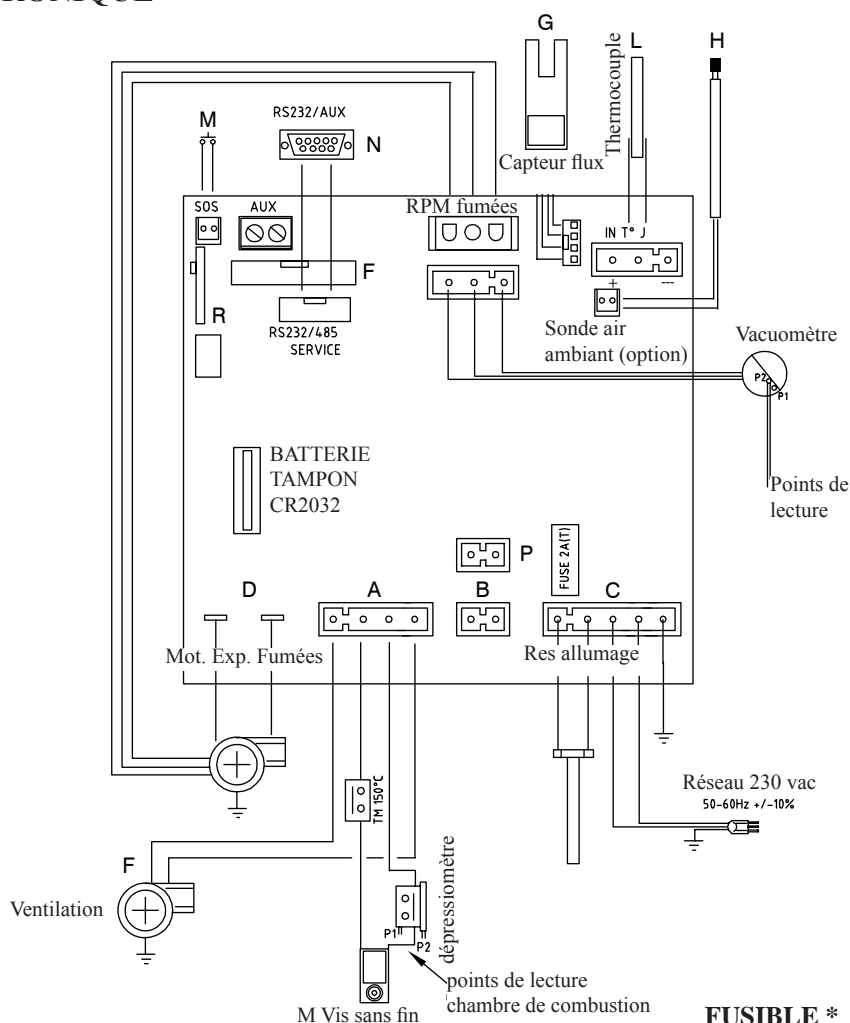 G
L
H
Thermocouple
M
RS232/AUX
N
Capteur flux
SOS
AUX
RPM fumées
IN T° J
F
+
---
R
RS232/485
SERVICE
Sonde air
ambiant (option)
Vacuomètre
P2
P1
BATTERIE
TAMPON
CR2032
Points de
lecture
P
FUSE 2A(T)
D
A
B
C
Mot. Exp. Fumées
Res allumage
TM 150°C
Réseau 230 vac
50-60Hz +/-10%
F
Ventilation
dépressiomètre
P1
P2
points de lecture
chambre de combustion
M Vis sans fin
FUSIBLE *